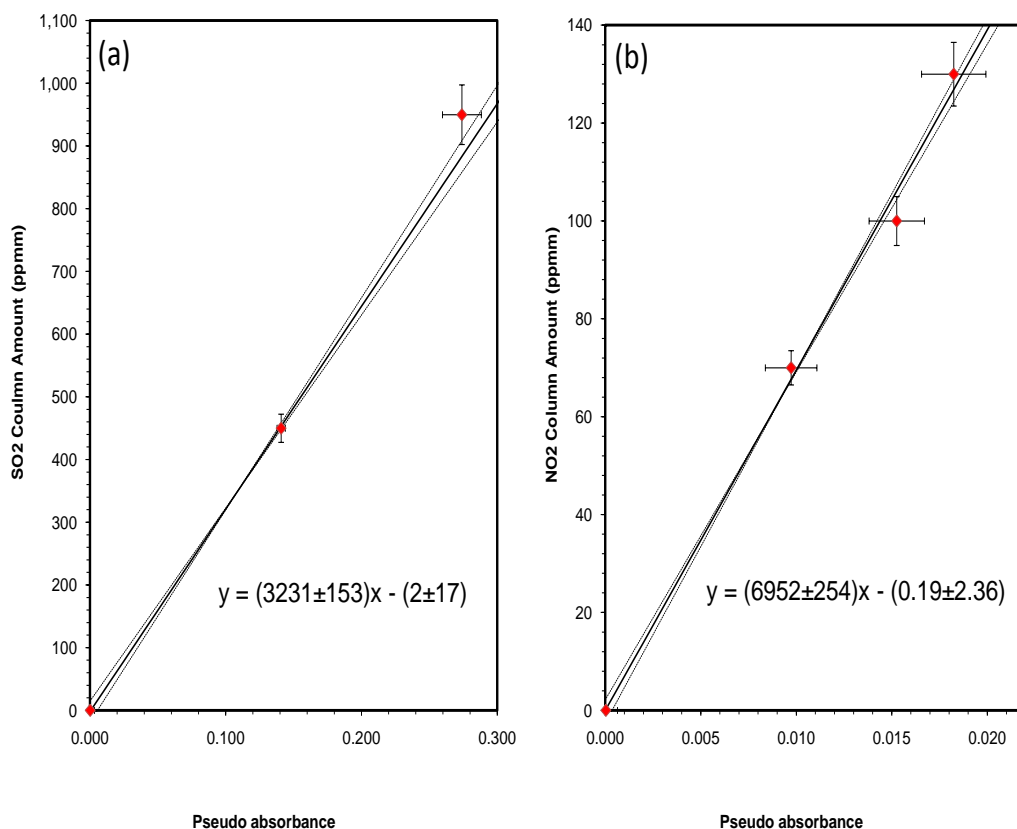 (a)
SO2 Coulmn Amount (ppmm)
1,100
1,000
900
800
700
600
500
400
300
200
100
0
y = (3231±153)x - (2±17)
0.000 0.100 0.200 0.300
Pseudo absorbance
(b)
NO2 Column Amount (ppmm)
140
120
100
80
60
40
20
0
y = (6952±254)x - (0.19±2.36)
0.000 0.005 0.010 0.015 0.020
Pseudo absorbance